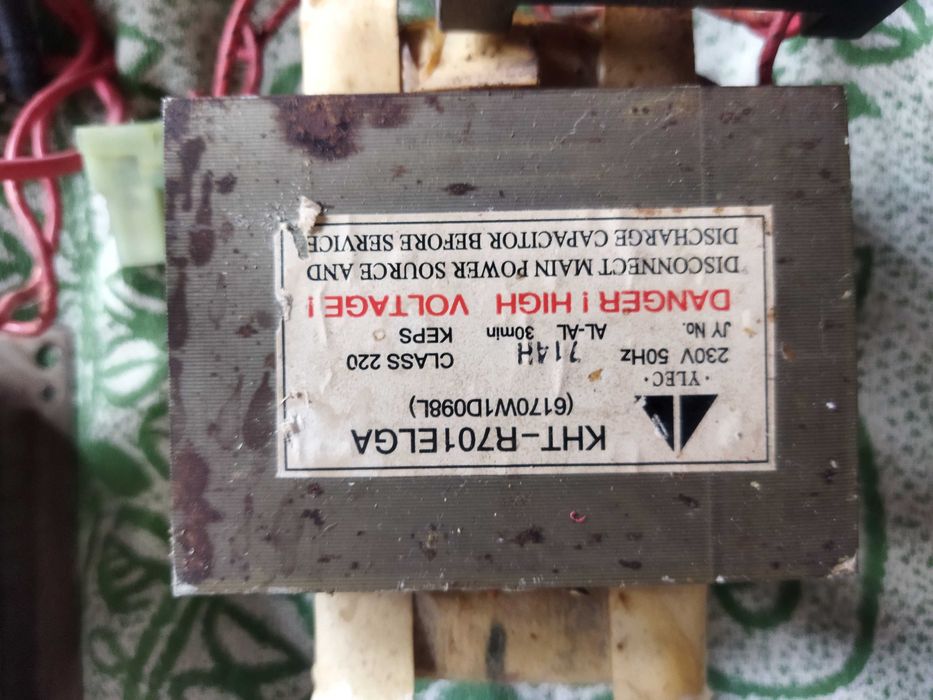 KHT-R701ELGA
(6170W1D098L)
·YLEC·
230V 50Hz 714H CLASS 220
JY No. AL-AL 30min KEPS
DANGER ! HIGH VOLTAGE !
DISCONNECT MAIN POWER SOURCE AND
DISCHARGE CAPACITOR BEFORE SERVICE